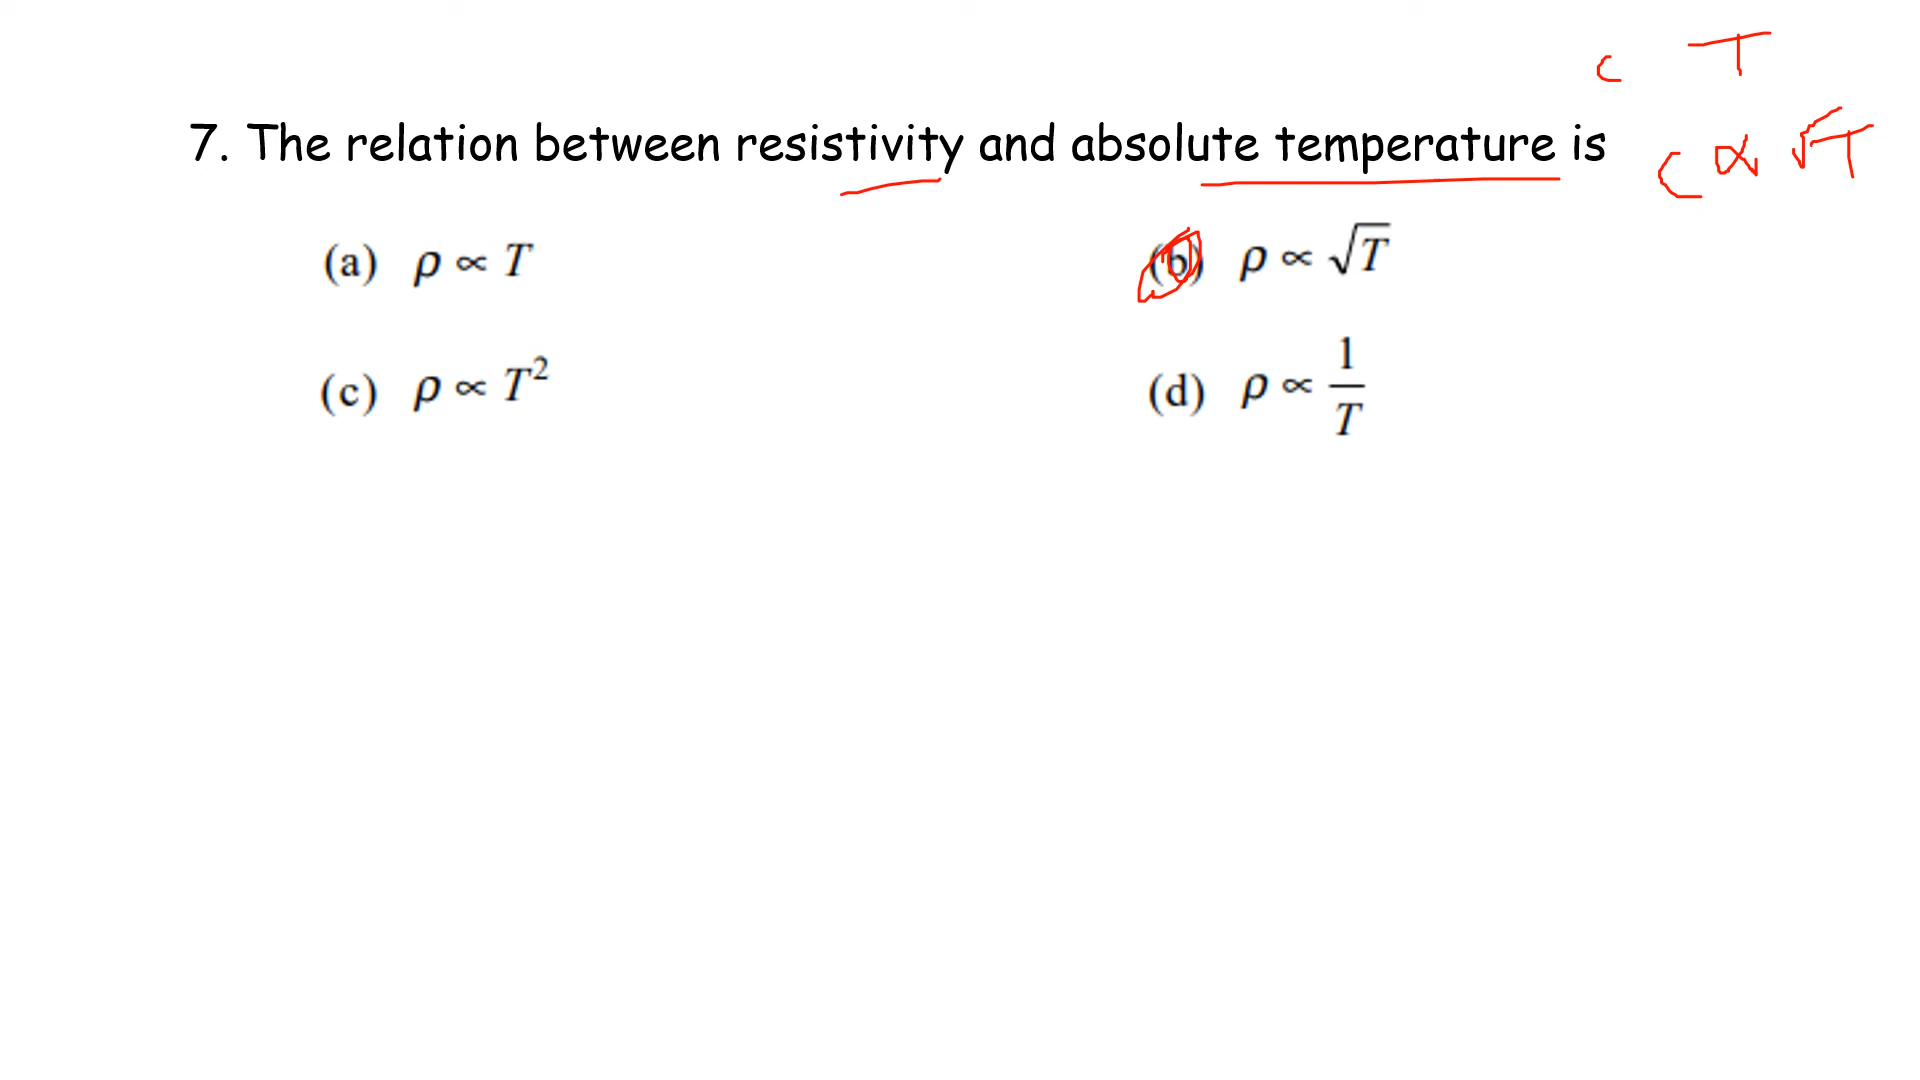 C T
7. The relation between resistivity and absolute temperature is C ∝ √T
(a) ρ ∝ T (b) ρ ∝ √T
(c) ρ ∝ T² (d) ρ ∝ 1/T